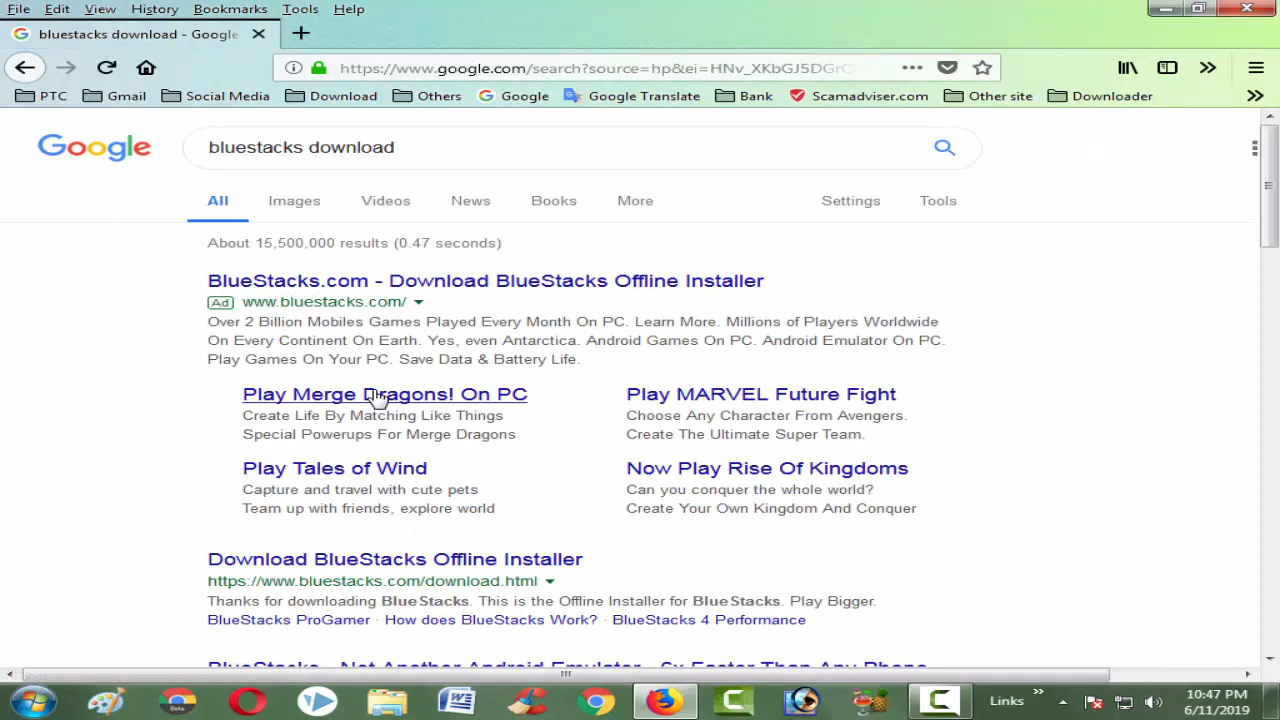 File Edit View History Bookmarks Tools Help
bluestacks download - Google
https://www.google.com/search?source=hp&ei=HNv_XKbGJ5DGrC
PTC Gmail Social Media Download Others Google Google Translate Bank Scamadviser.com Other site Downloader
Google bluestacks download
All Images Videos News Books More Settings Tools
About 15,500,000 results (0.47 seconds)
BlueStacks.com - Download BlueStacks Offline Installer
Ad www.bluestacks.com/
Over 2 Billion Mobiles Games Played Every Month On PC. Learn More. Millions of Players Worldwide
On Every Continent On Earth. Yes, even Antarctica. Android Games On PC. Android Emulator On PC.
Play Games On Your PC. Save Data & Battery Life.
Play Merge Dragons! On PC
Create Life By Matching Like Things
Special Powerups For Merge Dragons
Play MARVEL Future Fight
Choose Any Character From Avengers.
Create The Ultimate Super Team.
Play Tales of Wind
Capture and travel with cute pets
Team up with friends, explore world
Now Play Rise Of Kingdoms
Can you conquer the whole world?
Create Your Own Kingdom And Conquer
Download BlueStacks Offline Installer
https://www.bluestacks.com/download.html
Thanks for downloading BlueStacks. This is the Offline Installer for BlueStacks. Play Bigger.
BlueStacks ProGamer · How does BlueStacks Work? · BlueStacks 4 Performance
BlueStacks - Not Another Android Emulator - 6x Faster Than Any Phone
Beta
Links
10:47 PM
6/11/2019